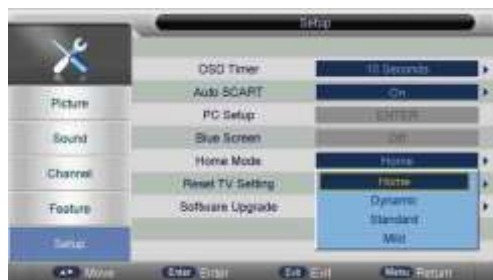 Setup
OSD Timer 10 Seconds
Picture
Auto SCART On
PC Setup ENTER
Sound
Blue Screen Off
Home Mode Home
Channel
Reset TV Setting Home
Feature
Software Upgrade Dynamic
Standard
Setup
Mild
Move Enter Enter Exit Exit Menu Return